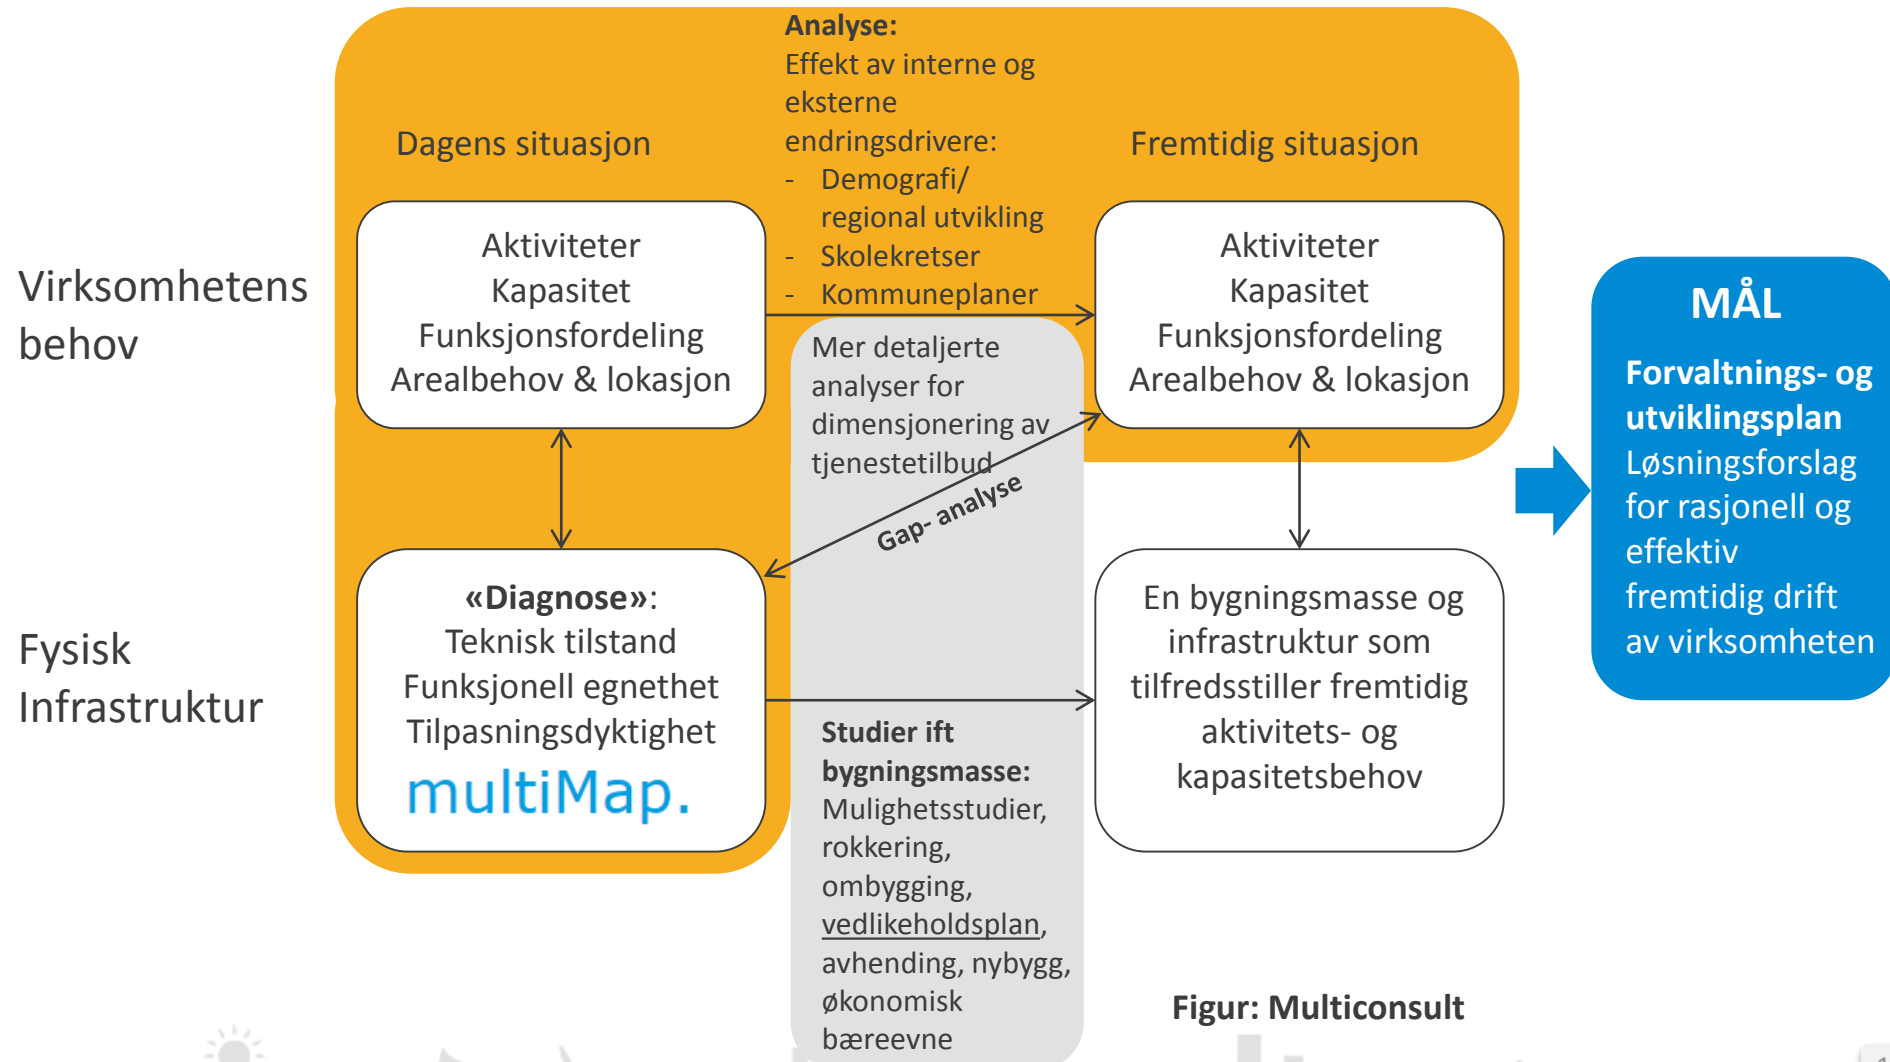 Analyse:
Effekt av interne og
eksterne
endringsdrivere:
- Demografi/
regional utvikling
- Skolekretser
- Kommuneplaner
Dagens situasjon
Fremtidig situasjon
Virksomhetens
behov
Aktiviteter
Kapasitet
Funksjonsfordeling
Arealbehov & lokasjon
Mer detaljerte
analyser for
dimensjonering av
tjenestetilbud
Aktiviteter
Kapasitet
Funksjonsfordeling
Arealbehov & lokasjon
Gap- analyse
Fysisk
Infrastruktur
«Diagnose»:
Teknisk tilstand
Funksjonell egnethet
Tilpasningsdyktighet
multiMap.
Studier ift
bygningsmasse:
Mulighetsstudier,
rokkering,
ombygging,
vedlikeholdsplan,
avhending, nybygg,
økonomisk
bæreevne
En bygningsmasse og
infrastruktur som
tilfredsstiller fremtidig
aktivitets- og
kapasitetsbehov
MÅL
Forvaltnings- og
utviklingsplan
Løsningsforslag
for rasjonell og
effektiv
fremtidig drift
av virksomheten
Figur: Multiconsult